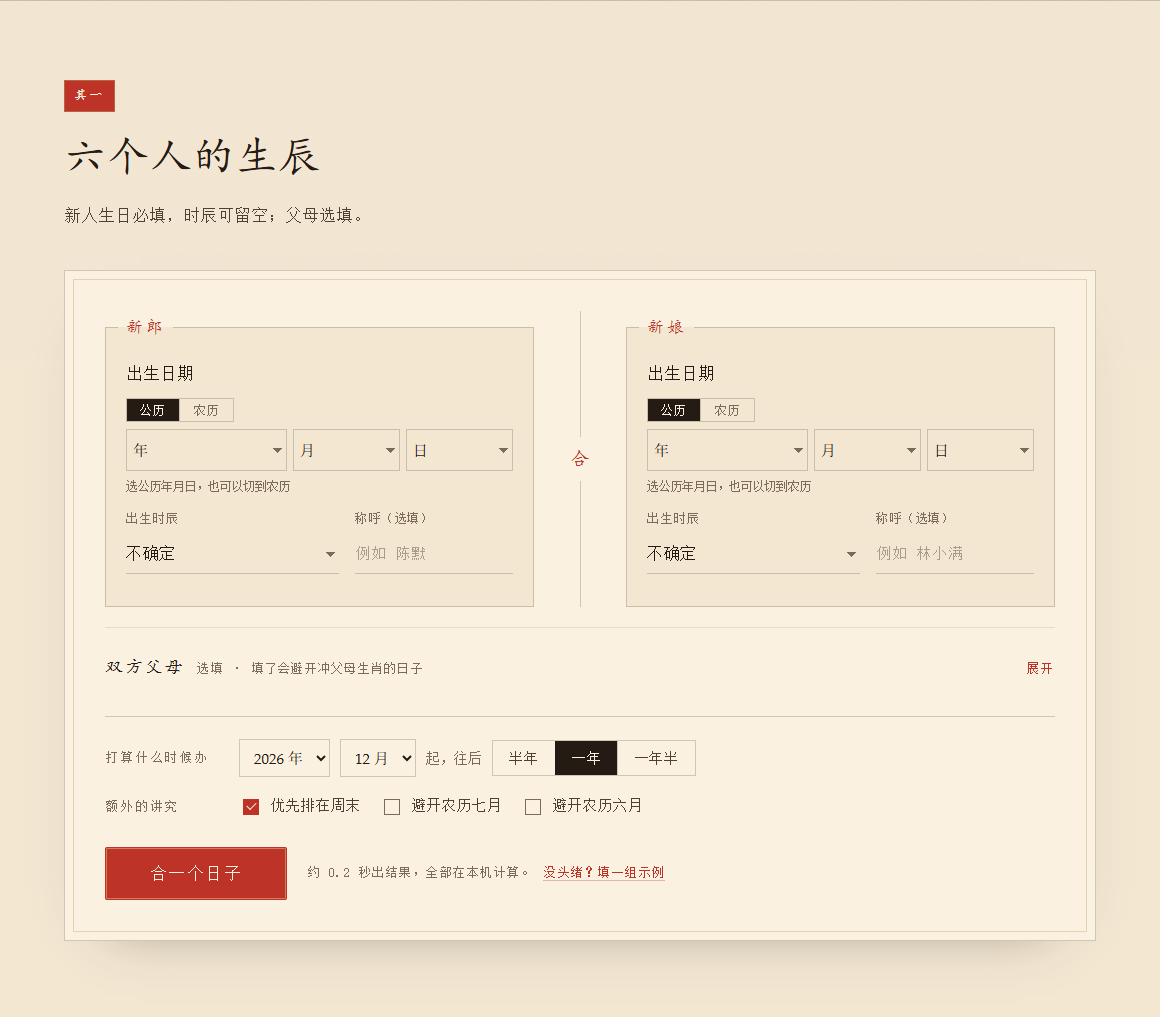 其一
六个人的生辰
新人生日必填，时辰可留空；父母选填。
新郎
出生日期
公历 农历
年 月 日
选公历年月日，也可以切到农历
出生时辰 称呼（选填）
不确定 例如 陈默
合
新娘
出生日期
公历 农历
年 月 日
选公历年月日，也可以切到农历
出生时辰 称呼（选填）
不确定 例如 林小满
双方父母 选填 · 填了会避开冲父母生肖的日子 展开
打算什么时候办 2026 年 12 月 起，往后 半年 一年 一年半
额外的讲究 优先排在周末 避开农历七月 避开农历六月
合一个日子 约 0.2 秒出结果，全部在本机计算。 没头绪？填一组示例